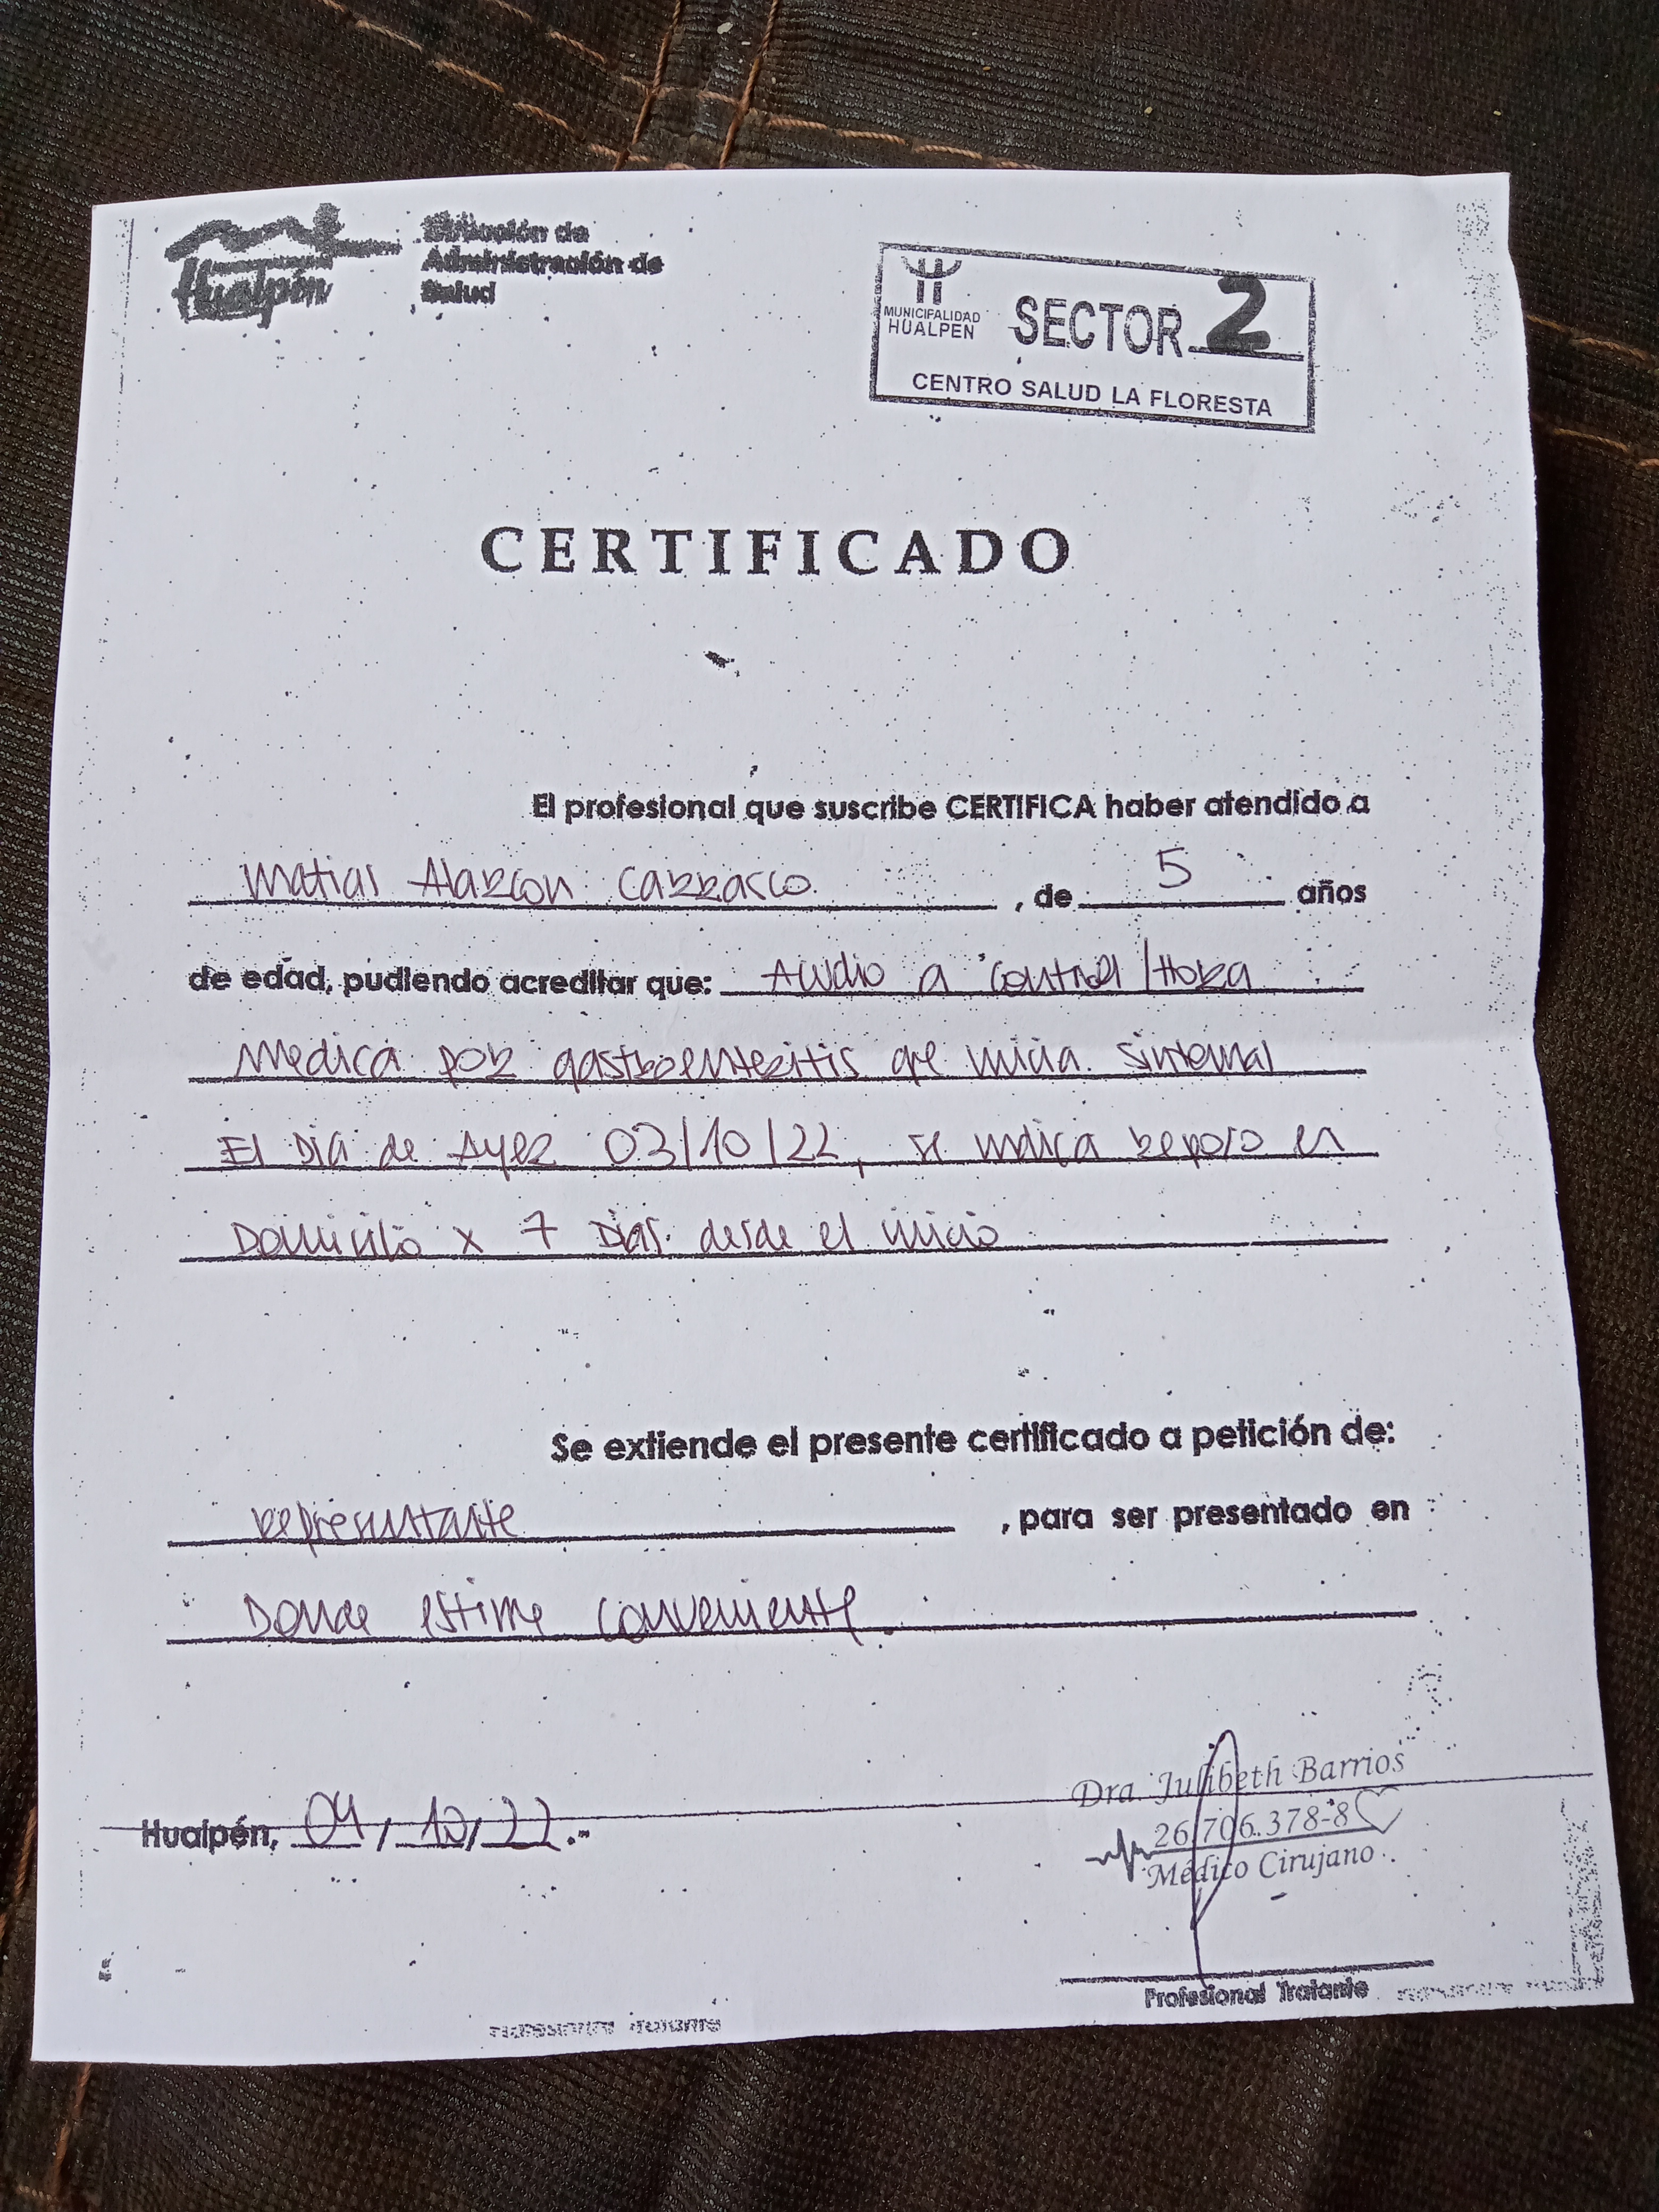 Hualpén
Administración de
Salud
MUNICIPALIDAD
HUALPEN
SECTOR 2
CENTRO SALUD LA FLORESTA
CERTIFICADO
El profesional que suscribe CERTIFICA haber atendido a
Matias Alarcon Carrasco, de 5 años
de edad, pudiendo acreditar que: Acudio a control/Hora
Medica por gastroenteritis que inicia sintomas
El Dia de Ayer 03/10/22, se indica reposo en
Domicilio x 7 Dias desde el inicio
Se extiende el presente certificado a petición de:
representante, para ser presentado en
Donde estime conveniente.
Hualpén, 04/10/22.-
Dra. Julibeth Barrios
26.706.378-8
Médico Cirujano
Profesional Tratante